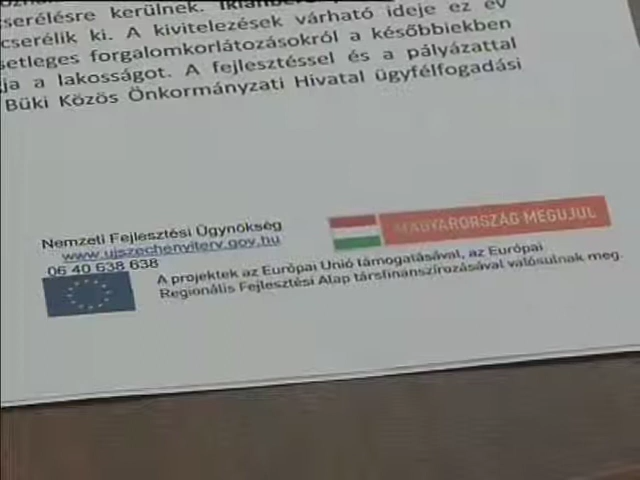 cserélésre kerülnek.
cserélik ki. A kivitelezések várható ideje ez év
setleges forgalomkorlátozásokról a későbbiekben
ja a lakosságot. A fejlesztéssel és a pályázattal
Büki Közös Önkormányzati Hivatal ügyfélfogadási
Nemzeti Fejlesztési Ügynökség
www.ujszechenyiterv.gov.hu
06 40 638 638
MAGYARORSZÁG MEGÚJUL
A projektek az Európai Unió támogatásával, az Európai
Regionális Fejlesztési Alap társfinanszírozásával valósulnak meg.